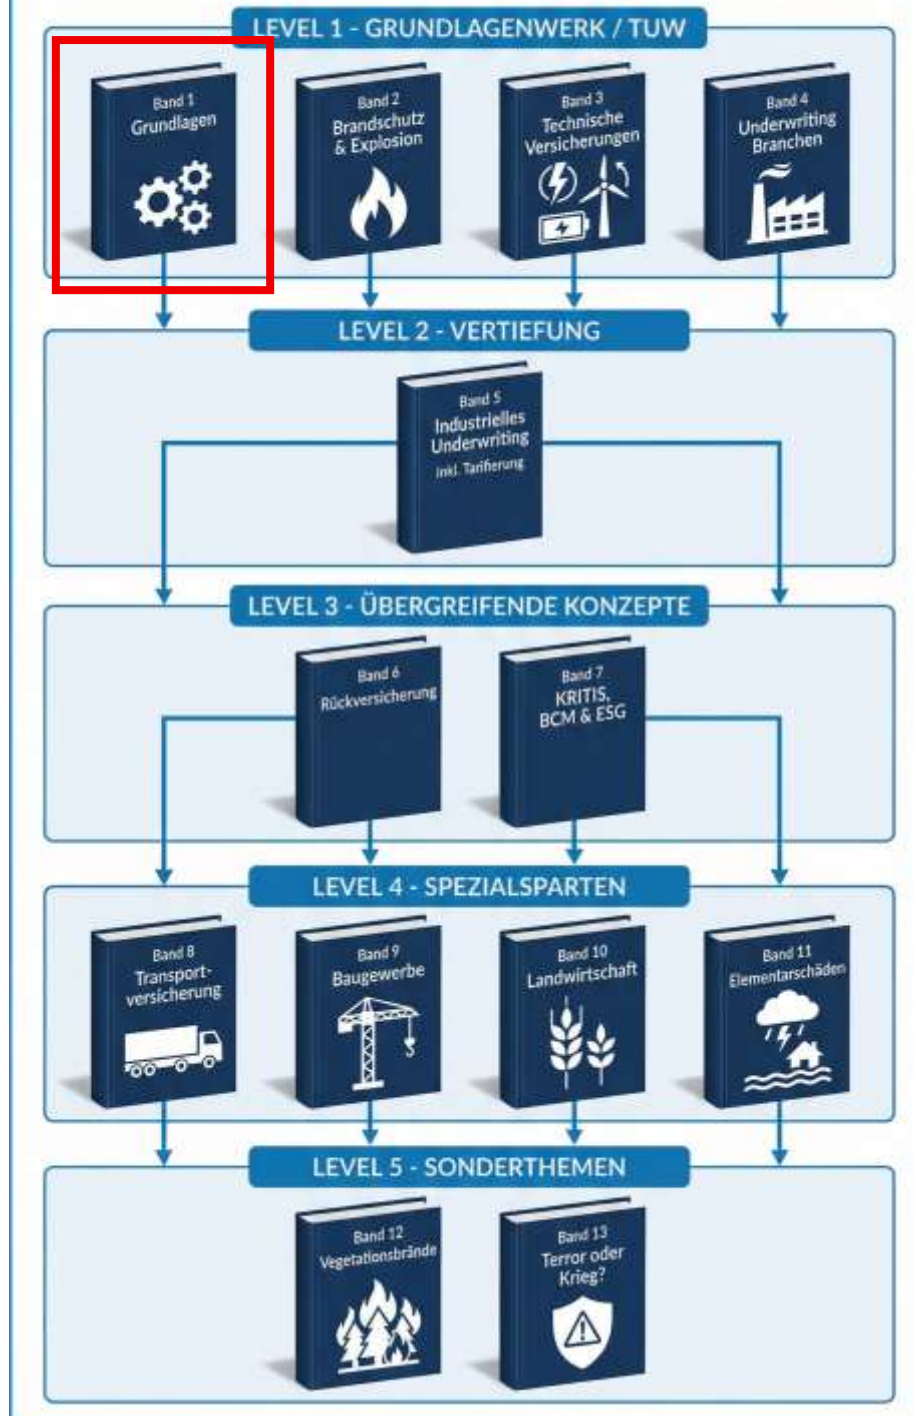 LEVEL 1 - GRUNDLAGENWERK / TUW
Band 1
Grundlagen
Band 2
Brandschutz
& Explosion
Band 3
Technische
Versicherungen
Band 4
Underwriting
Branchen
LEVEL 2 - VERTIEFUNG
Band 5
Industrielles
Underwriting
inkl. Tarifierung
LEVEL 3 - ÜBERGREIFENDE KONZEPTE
Band 6
Rückversicherung
Band 7
KRITIS,
BCM & ESG
LEVEL 4 - SPEZIALSPARTEN
Band 8
Transport-
versicherung
Band 9
Baugewerbe
Band 10
Landwirtschaft
Band 11
Elementarschäden
LEVEL 5 - SONDERTHEMEN
Band 12
Vegetationsbrände
Band 13
Terror oder
Krieg?